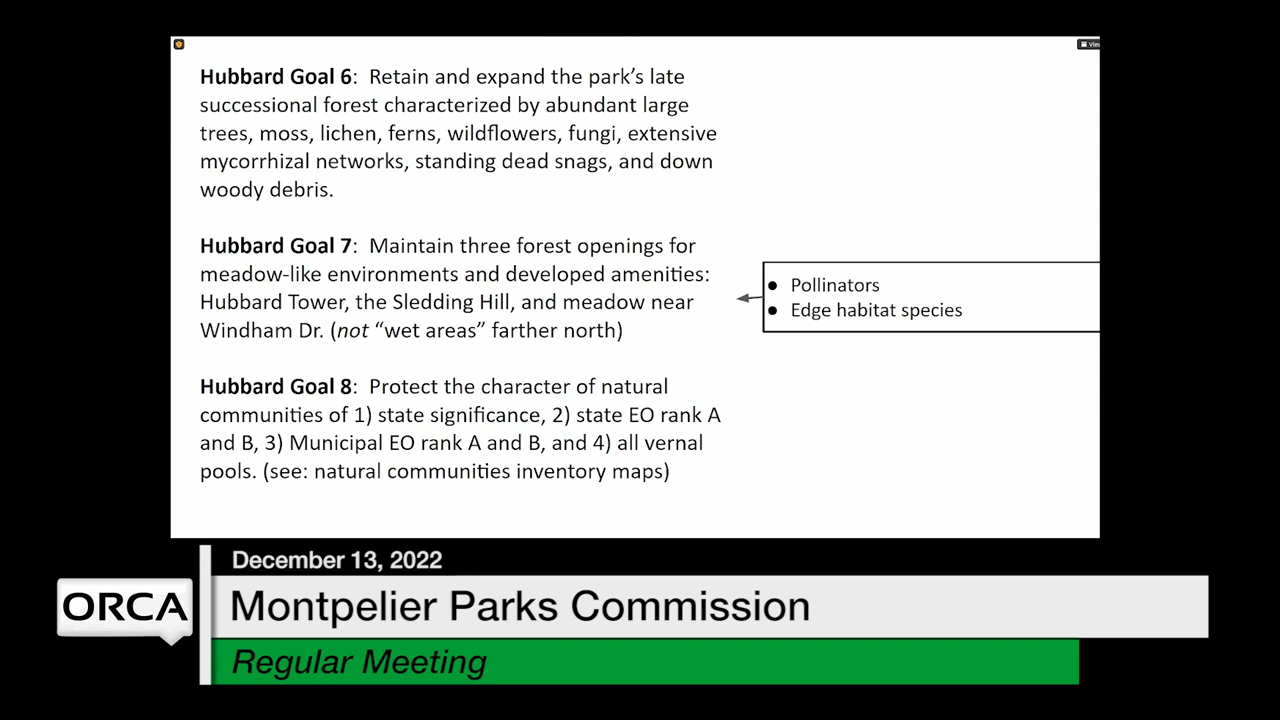 View
Hubbard Goal 6:  Retain and expand the park’s late
successional forest characterized by abundant large
trees, moss, lichen, ferns, wildflowers, fungi, extensive
mycorrhizal networks, standing dead snags, and down
woody debris.
Hubbard Goal 7:  Maintain three forest openings for
meadow-like environments and developed amenities:
Hubbard Tower, the Sledding Hill, and meadow near
Windham Dr. (not “wet areas” farther north)
• Pollinators
• Edge habitat species
Hubbard Goal 8:  Protect the character of natural
communities of 1) state significance, 2) state EO rank A
and B, 3) Municipal EO rank A and B, and 4) all vernal
pools. (see: natural communities inventory maps)
December 13, 2022
ORCA
Montpelier Parks Commission
Regular Meeting